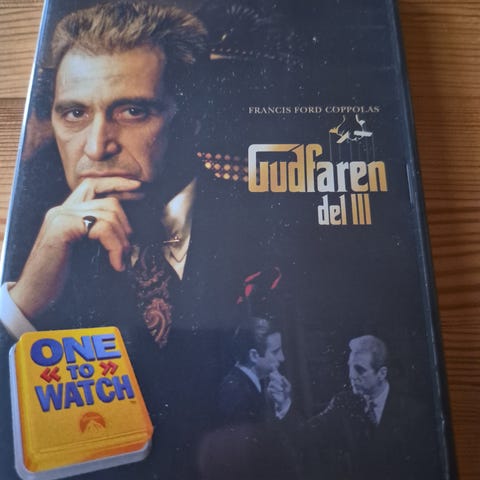 FRANCIS FORD COPPOLAS
Gudfaren
del III
ONE
« TO »
WATCH